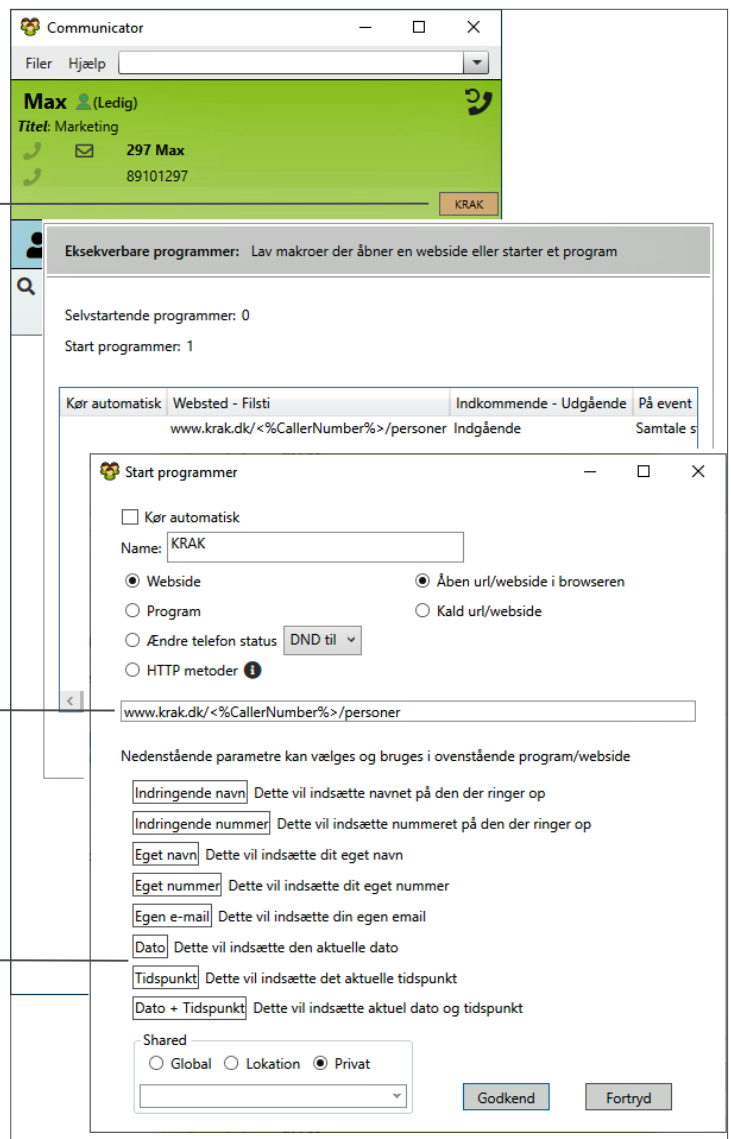 Communicator
Filer Hjælp
Max (Ledig)
Titel: Marketing
297 Max
89101297
KRAK
Eksekverbare programmer: Lav makroer der åbner en webside eller starter et program
Selvstartende programmer: 0
Start programmer: 1
Kør automatisk Websted - Filsti Indkommende - Udgående På event
www.krak.dk/<%CallerNumber%>/personer Indgående Samtale s
Start programmer
Kør automatisk
Name: KRAK
Webside Åben url/webside i browseren
Program Kald url/webside
Ændre telefon status DND til
HTTP metoder
www.krak.dk/<%CallerNumber%>/personer
Nedenstående parametre kan vælges og bruges i ovenstående program/webside
Indringende navn Dette vil indsætte navnet på den der ringer op
Indringende nummer Dette vil indsætte nummeret på den der ringer op
Eget navn Dette vil indsætte dit eget navn
Eget nummer Dette vil indsætte dit eget nummer
Egen e-mail Dette vil indsætte din egen email
Dato Dette vil indsætte den aktuelle dato
Tidspunkt Dette vil indsætte det aktuelle tidspunkt
Dato + Tidspunkt Dette vil indsætte aktuel dato og tidspunkt
Shared
Global Lokation Privat
Godkend Fortryd